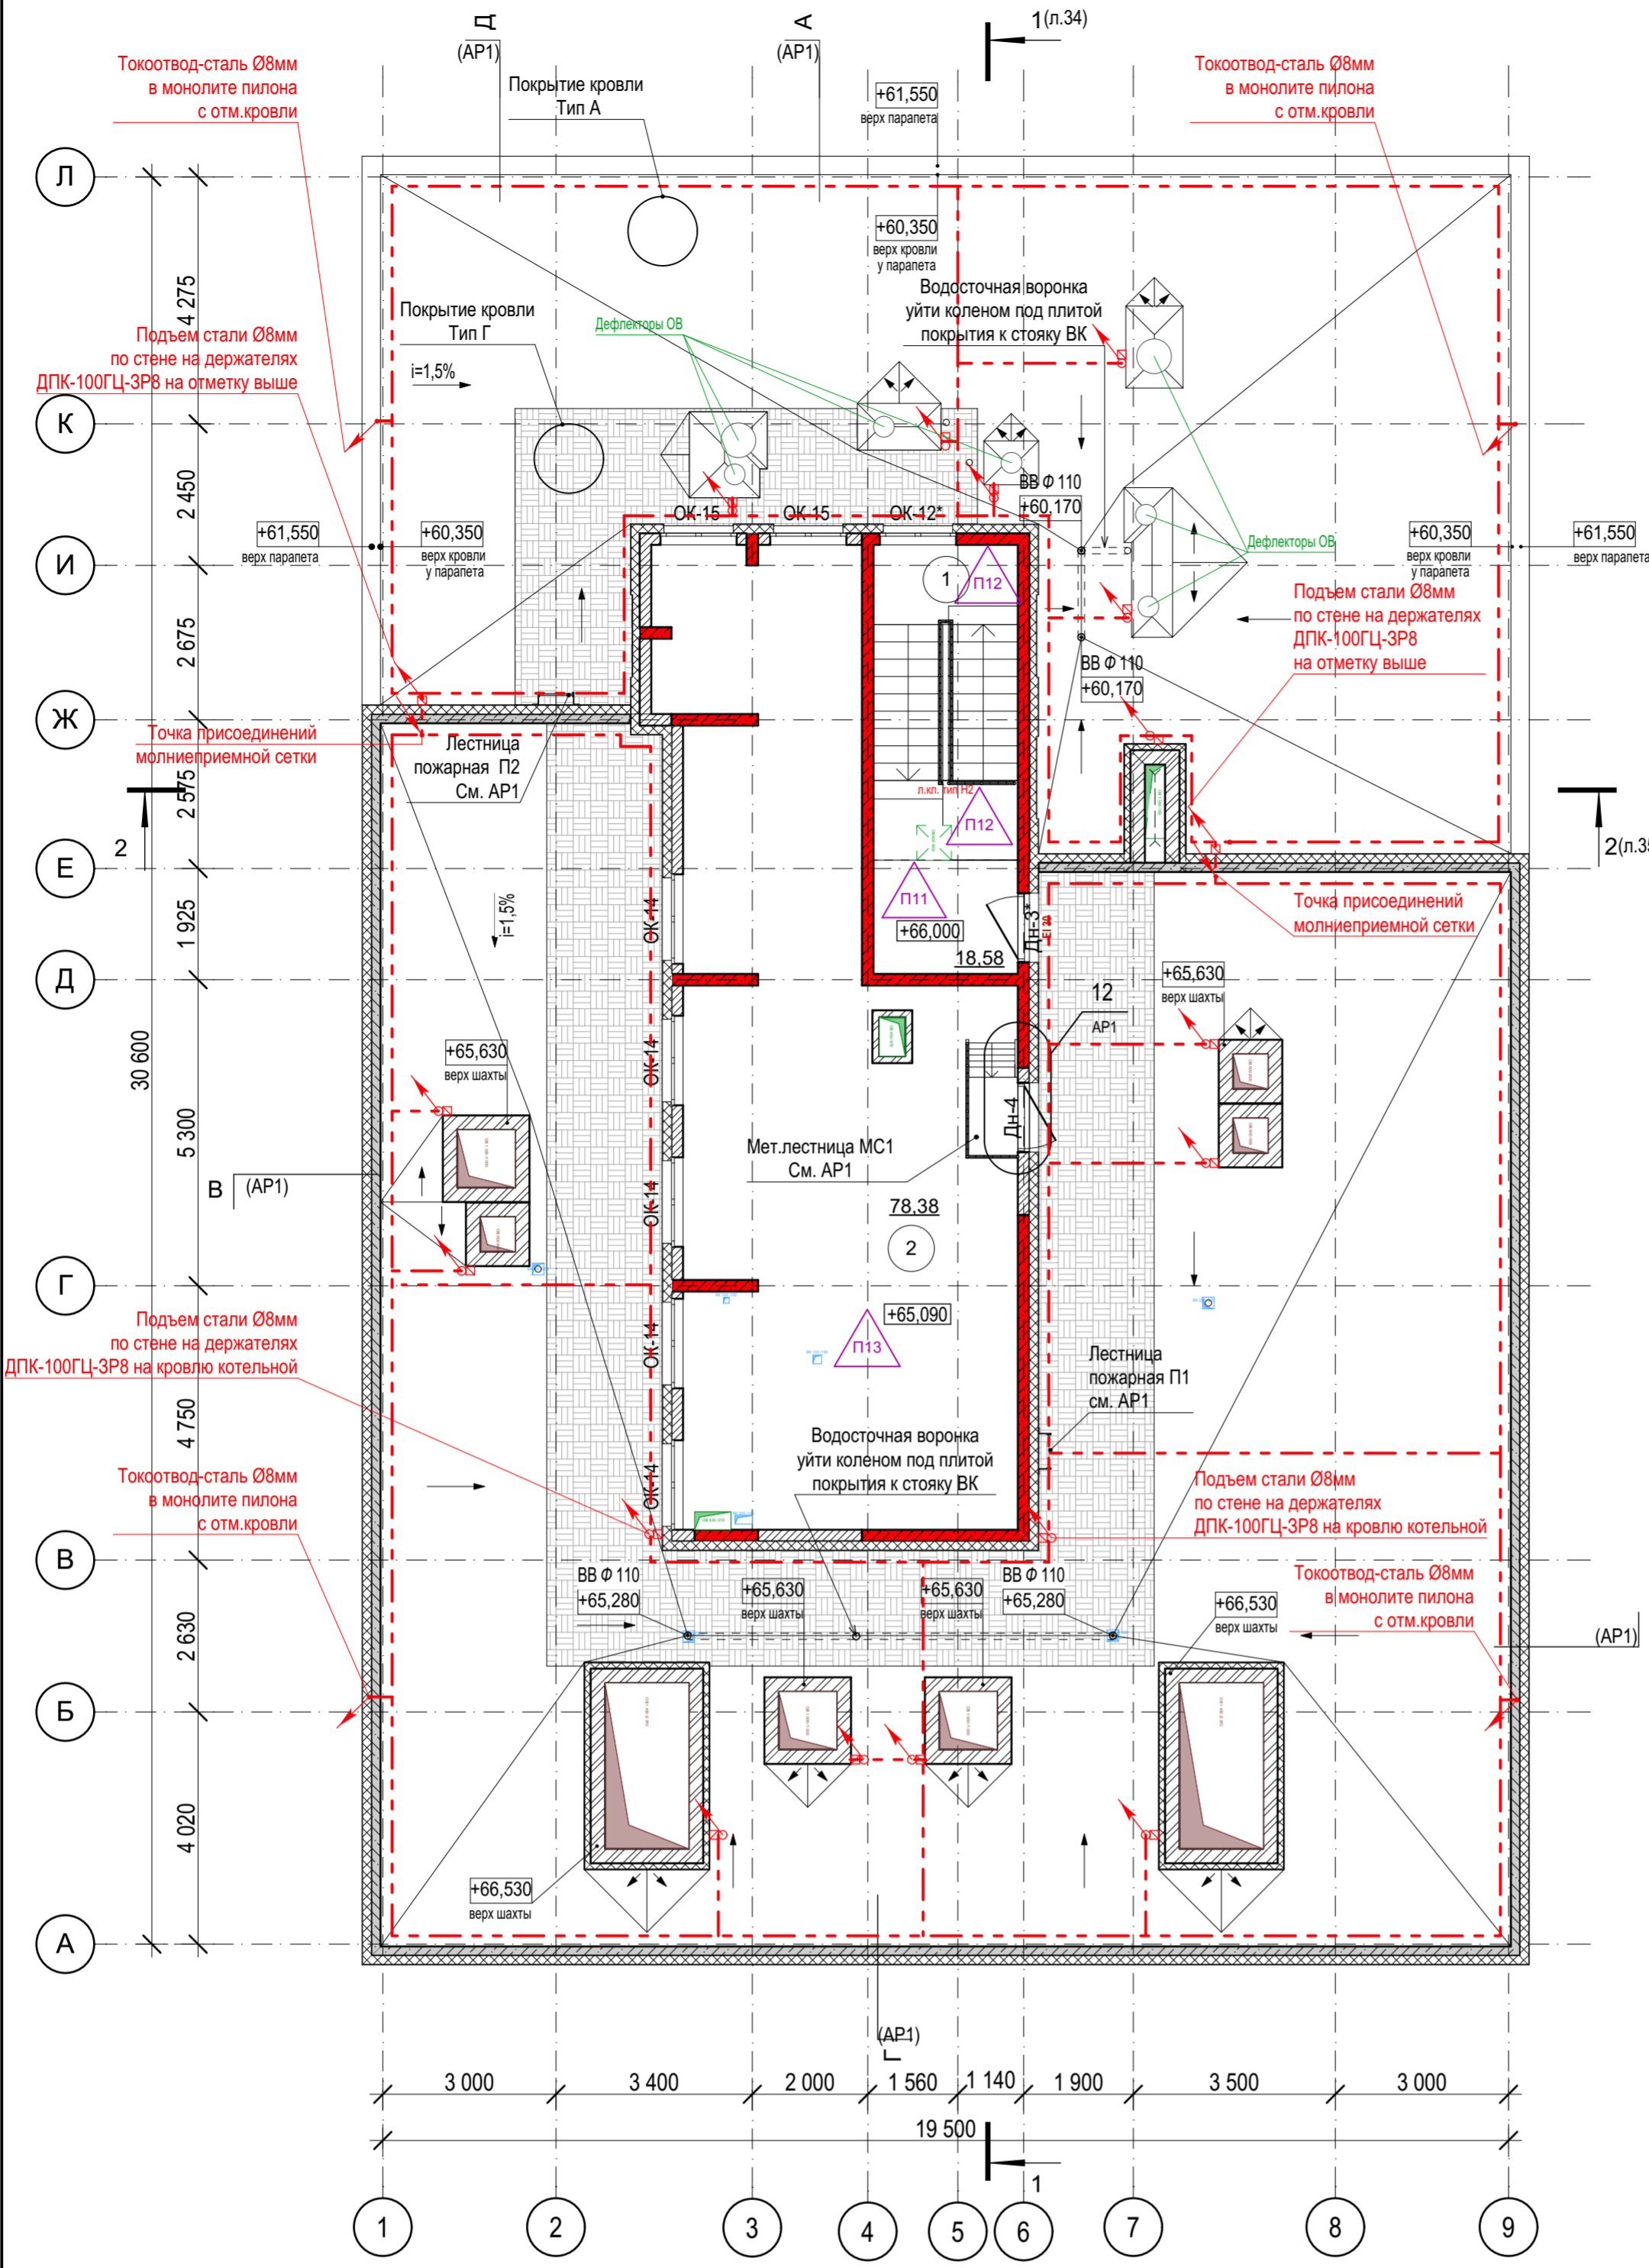 Д
(АР1)
А
(АР1)
1(л.34)
Токоотвод-сталь Ø8мм
в монолите пилона
с отм.кровли
Покрытие кровли
Тип А
+61,550
верх парапета
Токоотвод-сталь Ø8мм
в монолите пилона
с отм.кровли
Л
+60,350
верх кровли
у парапета
4 275
Покрытие кровли
Тип Г
Дефлекторы ОВ
Водосточная воронка
уйти коленом под плитой
покрытия к стояку ВК
Подъем стали Ø8мм
по стене на держателях
ДПК-100ГЦ-ЗР8 на отметку выше
i=1,5%
К
2 450
ВВ Ф 110
+60,170
ОК-15
ОК-15
ОК-12*
+61,550
верх парапета
+60,350
верх кровли
у парапета
Дефлекторы ОВ
+60,350
верх кровли
у парапета
+61,550
верх парапета
И
1
П12
Подъем стали Ø8мм
по стене на держателях
ДПК-100ГЦ-ЗР8
на отметку выше
2 675
ВВ Ф 110
+60,170
Ж
Точка присоединений
молниеприемной сетки
Лестница
пожарная П2
См. АР1
2 575
л.кл. тип Н2
П12
2
2(л.35
Е
П11
Точка присоединений
молниеприемной сетки
1 925
i=1,5%
ОК-14
+66,000
18,58
Дн-3*
EI 30
Д
+65,630
верх шахты
12
АР1
30 600
+65,630
верх шахты
ОК-14
5 300
Дн-4
Мет.лестница МС1
См. АР1
В
(АР1)
ОК-14
78,38
2
Г
+65,090
П13
Подъем стали Ø8мм
по стене на держателях
ДПК-100ГЦ-ЗР8 на кровлю котельной
ОК-14
Лестница
пожарная П1
см. АР1
4 750
Водосточная воронка
уйти коленом под плитой
покрытия к стояку ВК
Токоотвод-сталь Ø8мм
в монолите пилона
с отм.кровли
ОК-14
Подъем стали Ø8мм
по стене на держателях
ДПК-100ГЦ-ЗР8 на кровлю котельной
В
ВВ Ф 110
+65,280
+65,630
верх шахты
+65,630
верх шахты
ВВ Ф 110
+65,280
+66,530
верх шахты
Токоотвод-сталь Ø8мм
в монолите пилона
с отм.кровли
2 630
(АР1)
Б
4 020
+66,530
верх шахты
А
(АР1)
Г
3 000
3 400
2 000
1 560
1 140
1 900
3 500
3 000
19 500
1
1
2
3
4
5
6
7
8
9